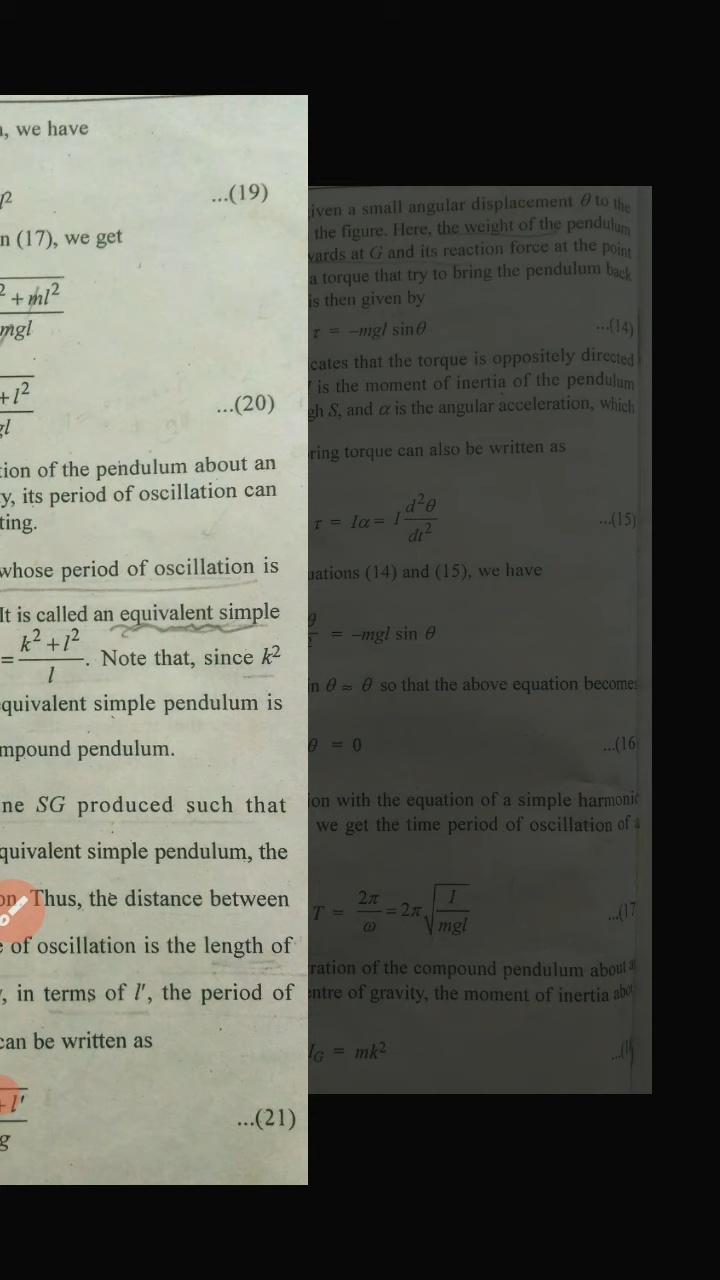 , we have
l²
...(19)
n (17), we get
² + ml²
mgl
+ l²
gl
...(20)
tion of the pendulum about an
y, its period of oscillation can
ting.
whose period of oscillation is
It is called an equivalent simple
= k² + l² / l . Note that, since k²
equivalent simple pendulum is
mpound pendulum.
ne SG produced such that
quivalent simple pendulum, the
on. Thus, the distance between
of oscillation is the length of
, in terms of l′, the period of
can be written as
+ l′
g
...(21)
iven a small angular displacement θ to the
the figure. Here, the weight of the pendulum
wards at G and its reaction force at the point
a torque that try to bring the pendulum back
is then given by
τ = –mgl sinθ ...(14)
cates that the torque is oppositely directed
I is the moment of inertia of the pendulum
gh S, and α is the angular acceleration, which
ring torque can also be written as
τ = Iα = I d²θ / dt² ...(15)
uations (14) and (15), we have
= –mgl sin θ
in θ ≈ θ so that the above equation becomes
θ = 0 ...(16
ion with the equation of a simple harmonic
we get the time period of oscillation of a
T = 2π / ω = 2π √ I / mgl ...(17
ration of the compound pendulum about a
entre of gravity, the moment of inertia abo
I_G = mk²